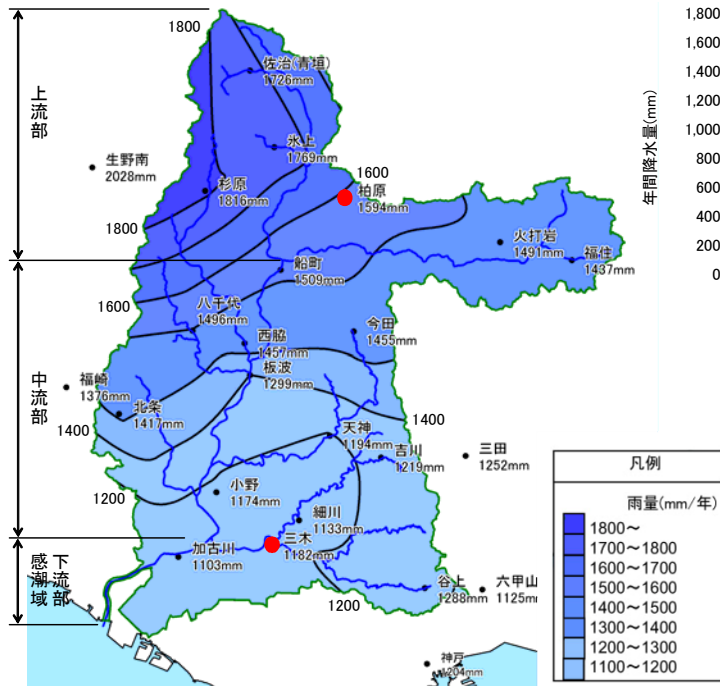 1800
佐治(青垣)
1726mm
氷上
1769mm
生野南
2028mm
杉原
1816mm
1600
柏原
1594mm
1800
火打岩
1491mm
福住
1437mm
船町
1509mm
1600
八千代
1496mm
西脇
1457mm
今田
1455mm
板波
1299mm
福崎
1376mm
北条
1417mm
1400
1400
天神
1194mm
吉川
1219mm
三田
1252mm
1200
小野
1174mm
細川
1133mm
三木
1182mm
加古川
1103mm
谷上
1288mm
六甲山
1125mm
1200
神戸
1204mm
上流部
中流部
下流部
感潮域
年間降水量(mm)
1,800
1,600
1,400
1,200
1,000
800
600
400
200
0
凡例
雨量(mm/年)
1800～
1700～1800
1600～1700
1500～1600
1400～1500
1300～1400
1200～1300
1100～1200